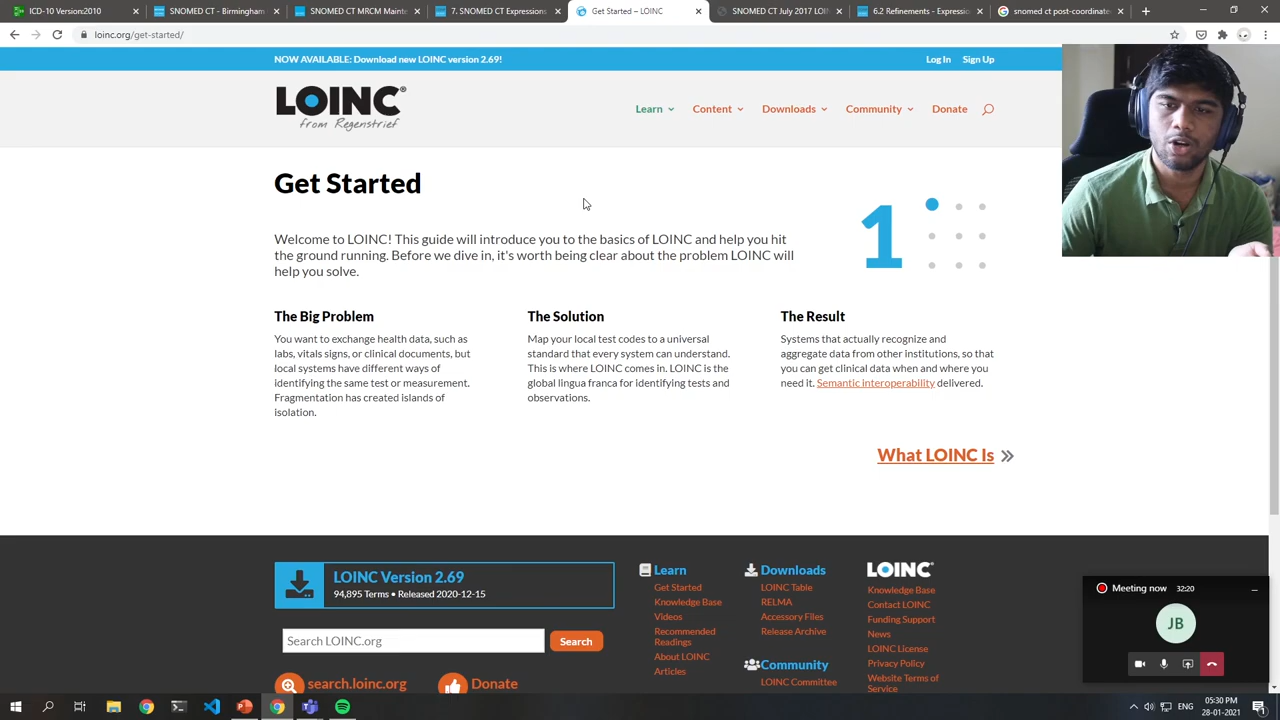 ICD-10 Version2010
SNOMED CT - Birmingham
SNOMED CT MRCM Maint
7. SNOMED CT Expressions
Get Started – LOINC
SNOMED CT July 2017 LOI
6.2 Refinements - Expres
snomed ct post-coordinat
loinc.org/get-started/
NOW AVAILABLE: Download new LOINC version 2.69!
Log In
Sign Up
LOINC®
from Regenstrief
Learn
Content
Downloads
Community
Donate
Get Started
1
Welcome to LOINC! This guide will introduce you to the basics of LOINC and help you hit
the ground running. Before we dive in, it's worth being clear about the problem LOINC will
help you solve.
The Big Problem
You want to exchange health data, such as
labs, vitals signs, or clinical documents, but
local systems have different ways of
identifying the same test or measurement.
Fragmentation has created islands of
isolation.
The Solution
Map your local test codes to a universal
standard that every system can understand.
This is where LOINC comes in. LOINC is the
global lingua franca for identifying tests and
observations.
The Result
Systems that actually recognize and
aggregate data from other institutions, so that
you can get clinical data when and where you
need it. Semantic interoperability delivered.
What LOINC Is »
LOINC Version 2.69
94,895 Terms • Released 2020-12-15
Search LOINC.org
Search
search.loinc.org
Donate
Learn
Get Started
Knowledge Base
Videos
Recommended
Readings
About LOINC
Articles
Downloads
LOINC Table
RELMA
Accessory Files
Release Archive
Community
LOINC Committee
LOINC®
Knowledge Base
Contact LOINC
Funding Support
News
LOINC License
Privacy Policy
Website Terms of
Service
Meeting now 32:20
JB
ENG
05:30 PM
28-01-2021